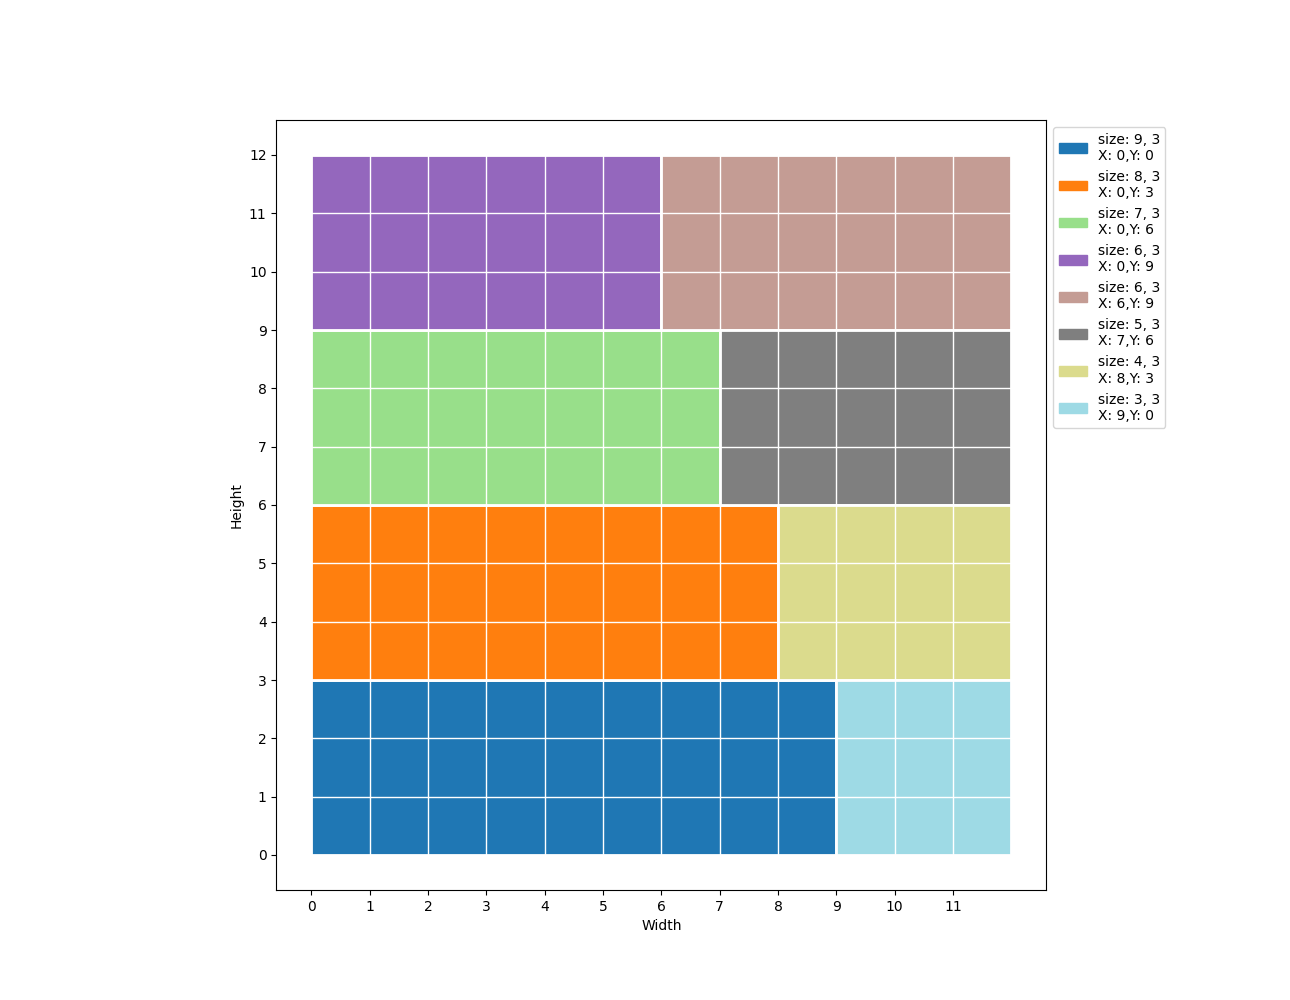 12
11
10
9
8
7
6
5
4
3
2
1
0
Height
0 1 2 3 4 5 6 7 8 9 10 11
Width
size: 9, 3
X: 0,Y: 0
size: 8, 3
X: 0,Y: 3
size: 7, 3
X: 0,Y: 6
size: 6, 3
X: 0,Y: 9
size: 6, 3
X: 6,Y: 9
size: 5, 3
X: 7,Y: 6
size: 4, 3
X: 8,Y: 3
size: 3, 3
X: 9,Y: 0